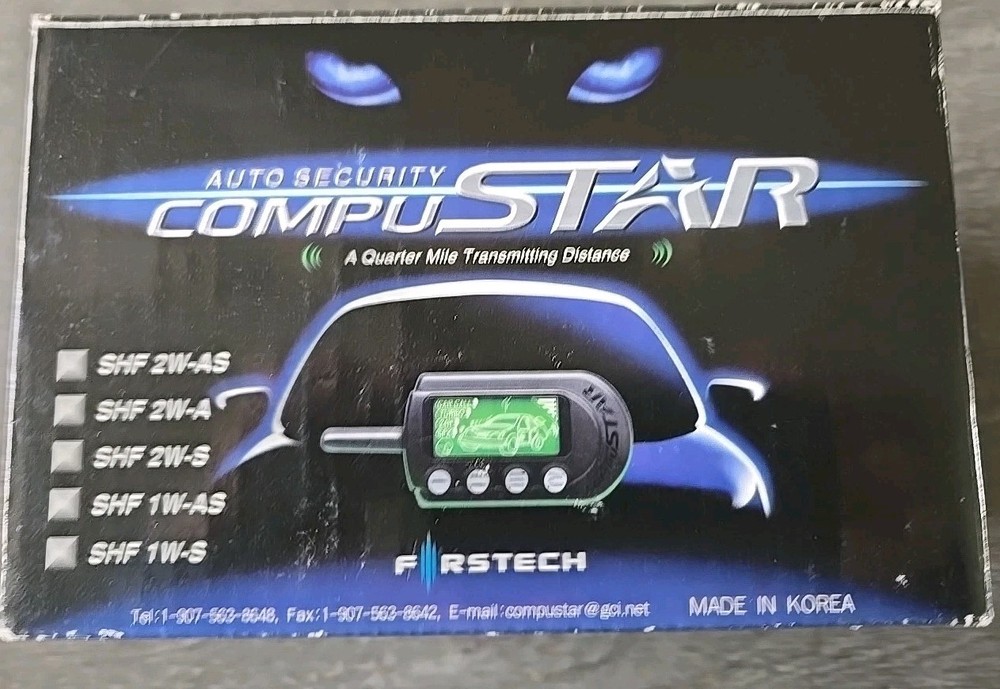 AUTO SECURITY
COMPUSTAR
A Quarter Mile Transmitting Distance
SHF 2W-AS
SHF 2W-A
SHF 2W-S
SHF 1W-AS
SHF 1W-S
FIRSTECH
Tel:1-907-563-8648, Fax:1-907-563-8642, E-mail:compustar@gci.net
MADE IN KOREA